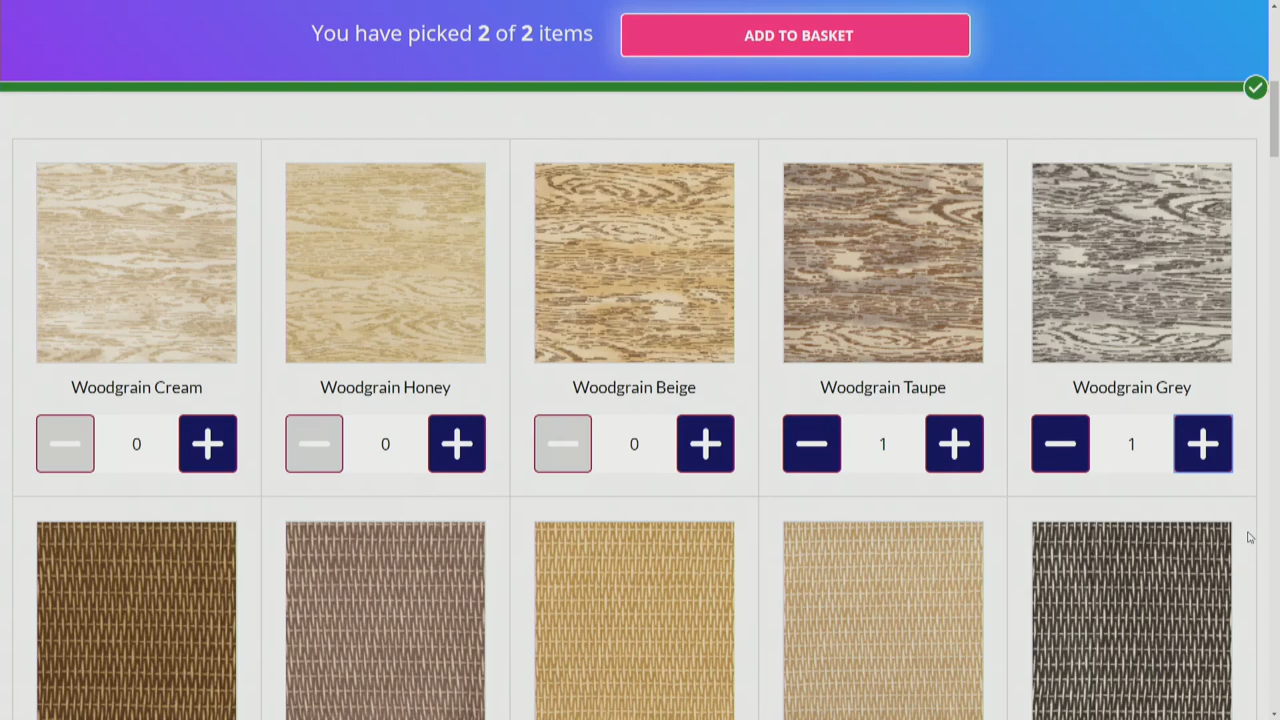 You have picked 2 of 2 items
ADD TO BASKET
Woodgrain Cream
Woodgrain Honey
Woodgrain Beige
Woodgrain Taupe
Woodgrain Grey
0
0
0
1
1